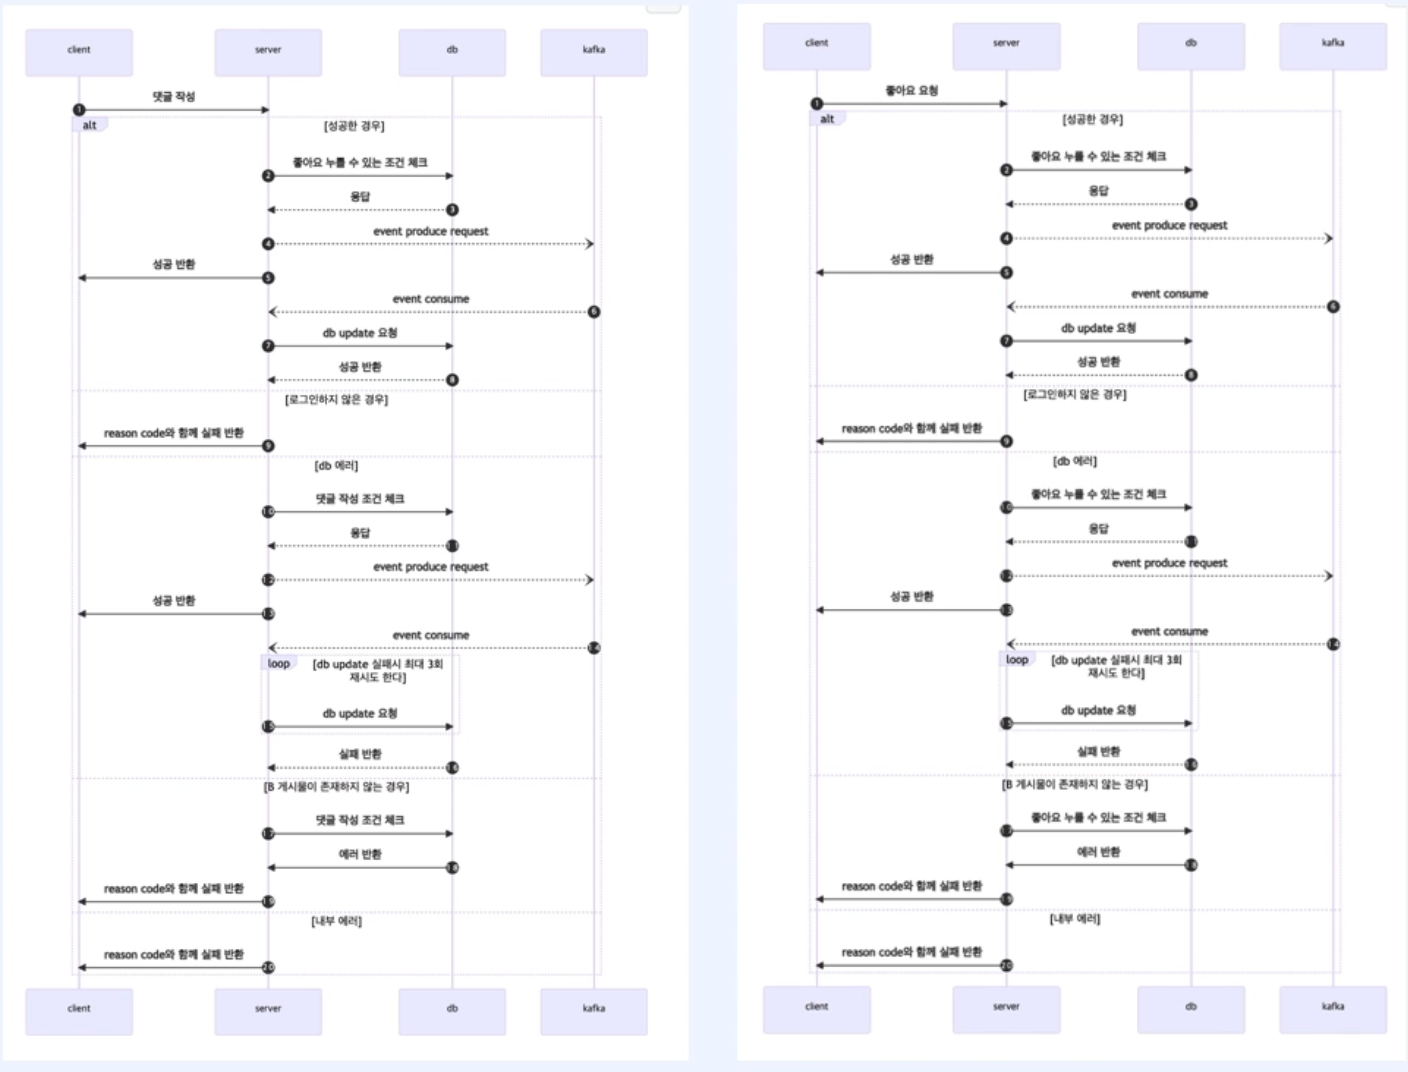 client
server
db
kafka
댓글 작성
1
alt
[성공한 경우]
좋아요 누를 수 있는 조건 체크
2
응답
3
event produce request
4
성공 반환
5
event consume
6
db update 요청
7
성공 반환
8
[로그인하지 않은 경우]
reason code와 함께 실패 반환
9
[db 에러]
댓글 작성 조건 체크
10
응답
11
event produce request
12
성공 반환
13
event consume
14
loop
[db update 실패시 최대 3회
재시도 한다]
db update 요청
15
실패 반환
16
[B 게시물이 존재하지 않는 경우]
댓글 작성 조건 체크
17
에러 반환
18
reason code와 함께 실패 반환
19
[내부 에러]
reason code와 함께 실패 반환
20
client
server
db
kafka
client
server
db
kafka
좋아요 요청
1
alt
[성공한 경우]
좋아요 누를 수 있는 조건 체크
2
응답
3
event produce request
4
성공 반환
5
event consume
6
db update 요청
7
성공 반환
8
[로그인하지 않은 경우]
reason code와 함께 실패 반환
9
[db 에러]
좋아요 누를 수 있는 조건 체크
10
응답
11
event produce request
12
성공 반환
13
event consume
14
loop
[db update 실패시 최대 3회
재시도 한다]
db update 요청
15
실패 반환
16
[B 게시물이 존재하지 않는 경우]
좋아요 누를 수 있는 조건 체크
17
에러 반환
18
reason code와 함께 실패 반환
19
[내부 에러]
reason code와 함께 실패 반환
20
client
server
db
kafka